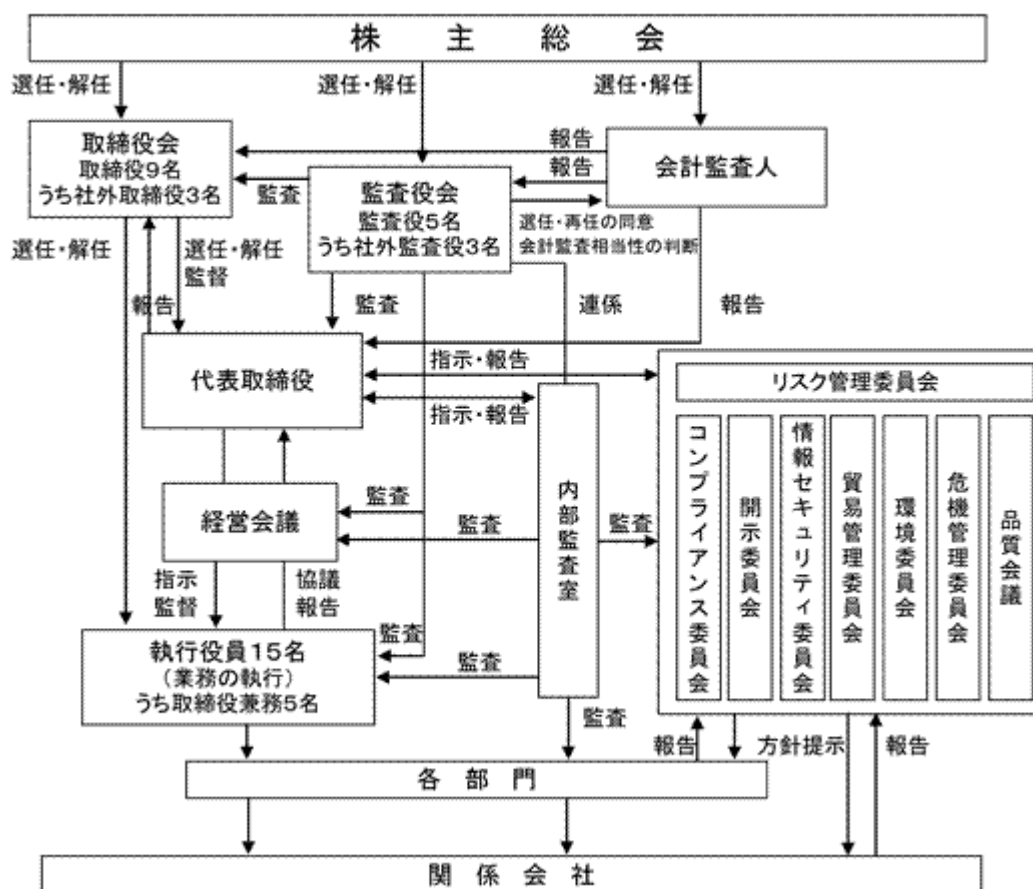 株主総会
選任・解任
選任・解任
選任・解任
取締役会
取締役9名
うち社外取締役3名
報告
報告
会計監査人
監査
監査役会
監査役5名
うち社外監査役3名
選任・再任の同意
会計監査相当性の判断
選任・解任
選任・解任
監督
報告
監査
連係
報告
代表取締役
指示・報告
指示・報告
リスク管理委員会
コンプライアンス委員会
開示委員会
情報セキュリティ委員会
貿易管理委員会
環境委員会
危機管理委員会
品質会議
経営会議
監査
監査
内部監査室
監査
指示
監督
協議
報告
執行役員15名
（業務の執行）
うち取締役兼務5名
監査
監査
監査
報告
方針提示
報告
各部門
関係会社